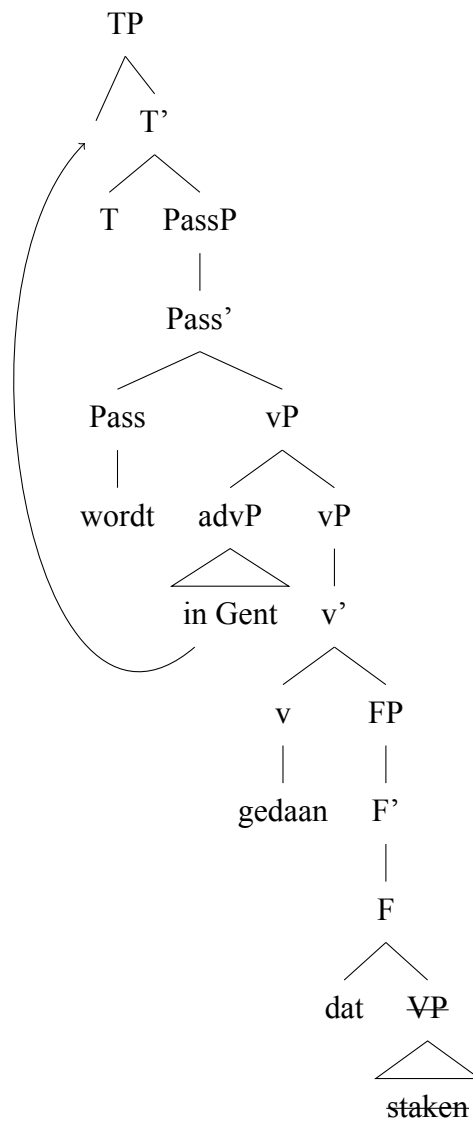 TP
T’
T PassP
Pass’
Pass vP
wordt advP vP
in Gent v’
v FP
gedaan F’
F
dat VP
staken